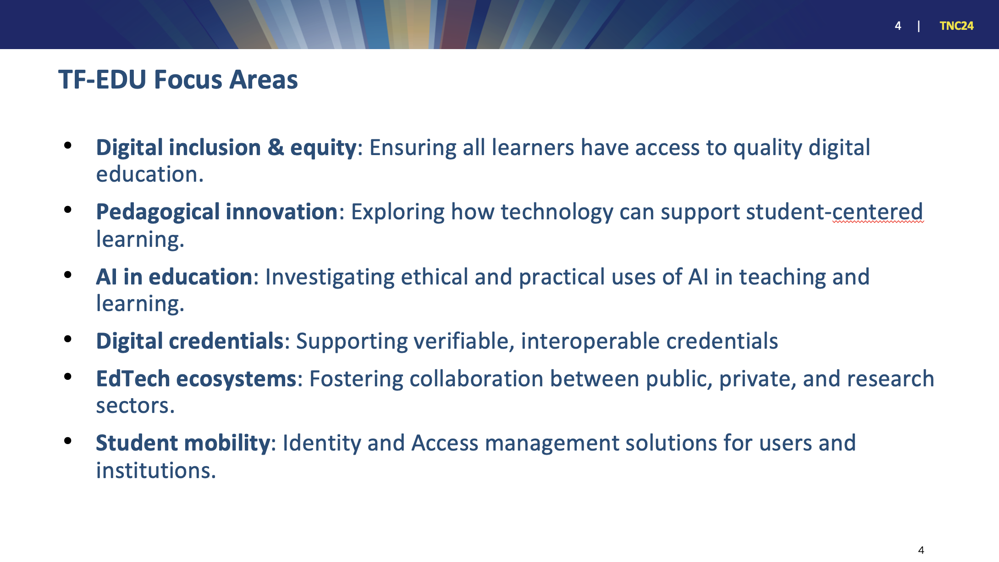 4 | TNC24
TF-EDU Focus Areas
• Digital inclusion & equity: Ensuring all learners have access to quality digital
education.
• Pedagogical innovation: Exploring how technology can support student-centered
learning.
• AI in education: Investigating ethical and practical uses of AI in teaching and
learning.
• Digital credentials: Supporting verifiable, interoperable credentials
• EdTech ecosystems: Fostering collaboration between public, private, and research
sectors.
• Student mobility: Identity and Access management solutions for users and
institutions.
4